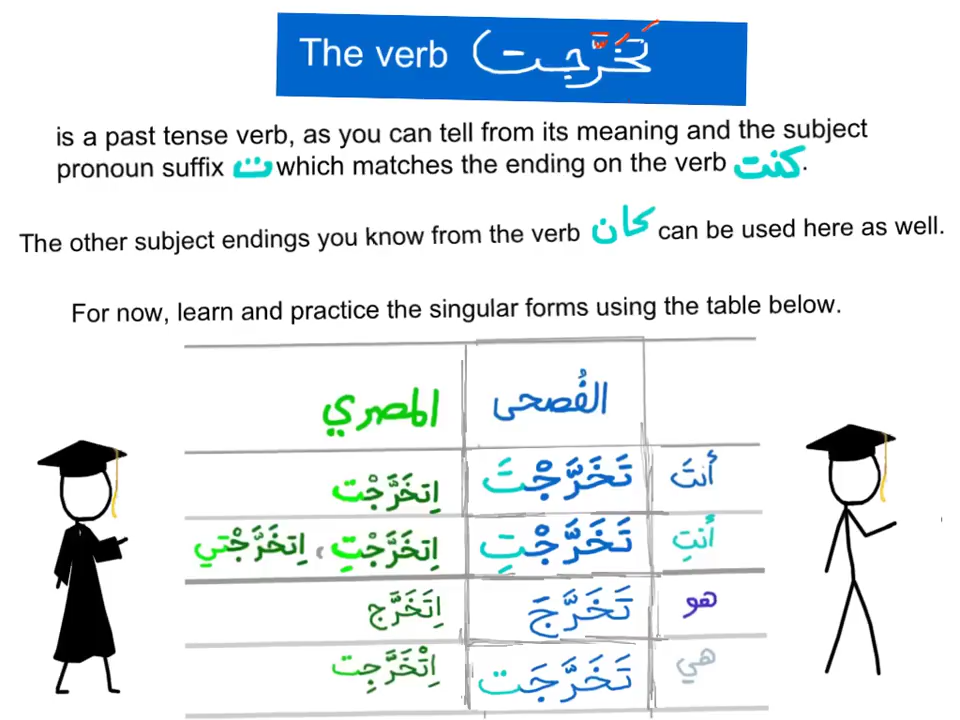 The verb تَخَرَّجت
is a past tense verb, as you can tell from its meaning and the subject
pronoun suffix ت which matches the ending on the verb كنت.
The other subject endings you know from the verb كان can be used here as well.
For now, learn and practice the singular forms using the table below.
الفُصحى المصري
أنتَ تَخَرَّجْتَ اِتخَرَّجْت
أنتِ تَخَرَّجْتِ اِتخَرَّجْتِ ، اِتخَرَّجْتي
هو تَخَرَّجَ اِتَخَرَّج
هي تَخَرَّجَت اِتْخَرَّجِت